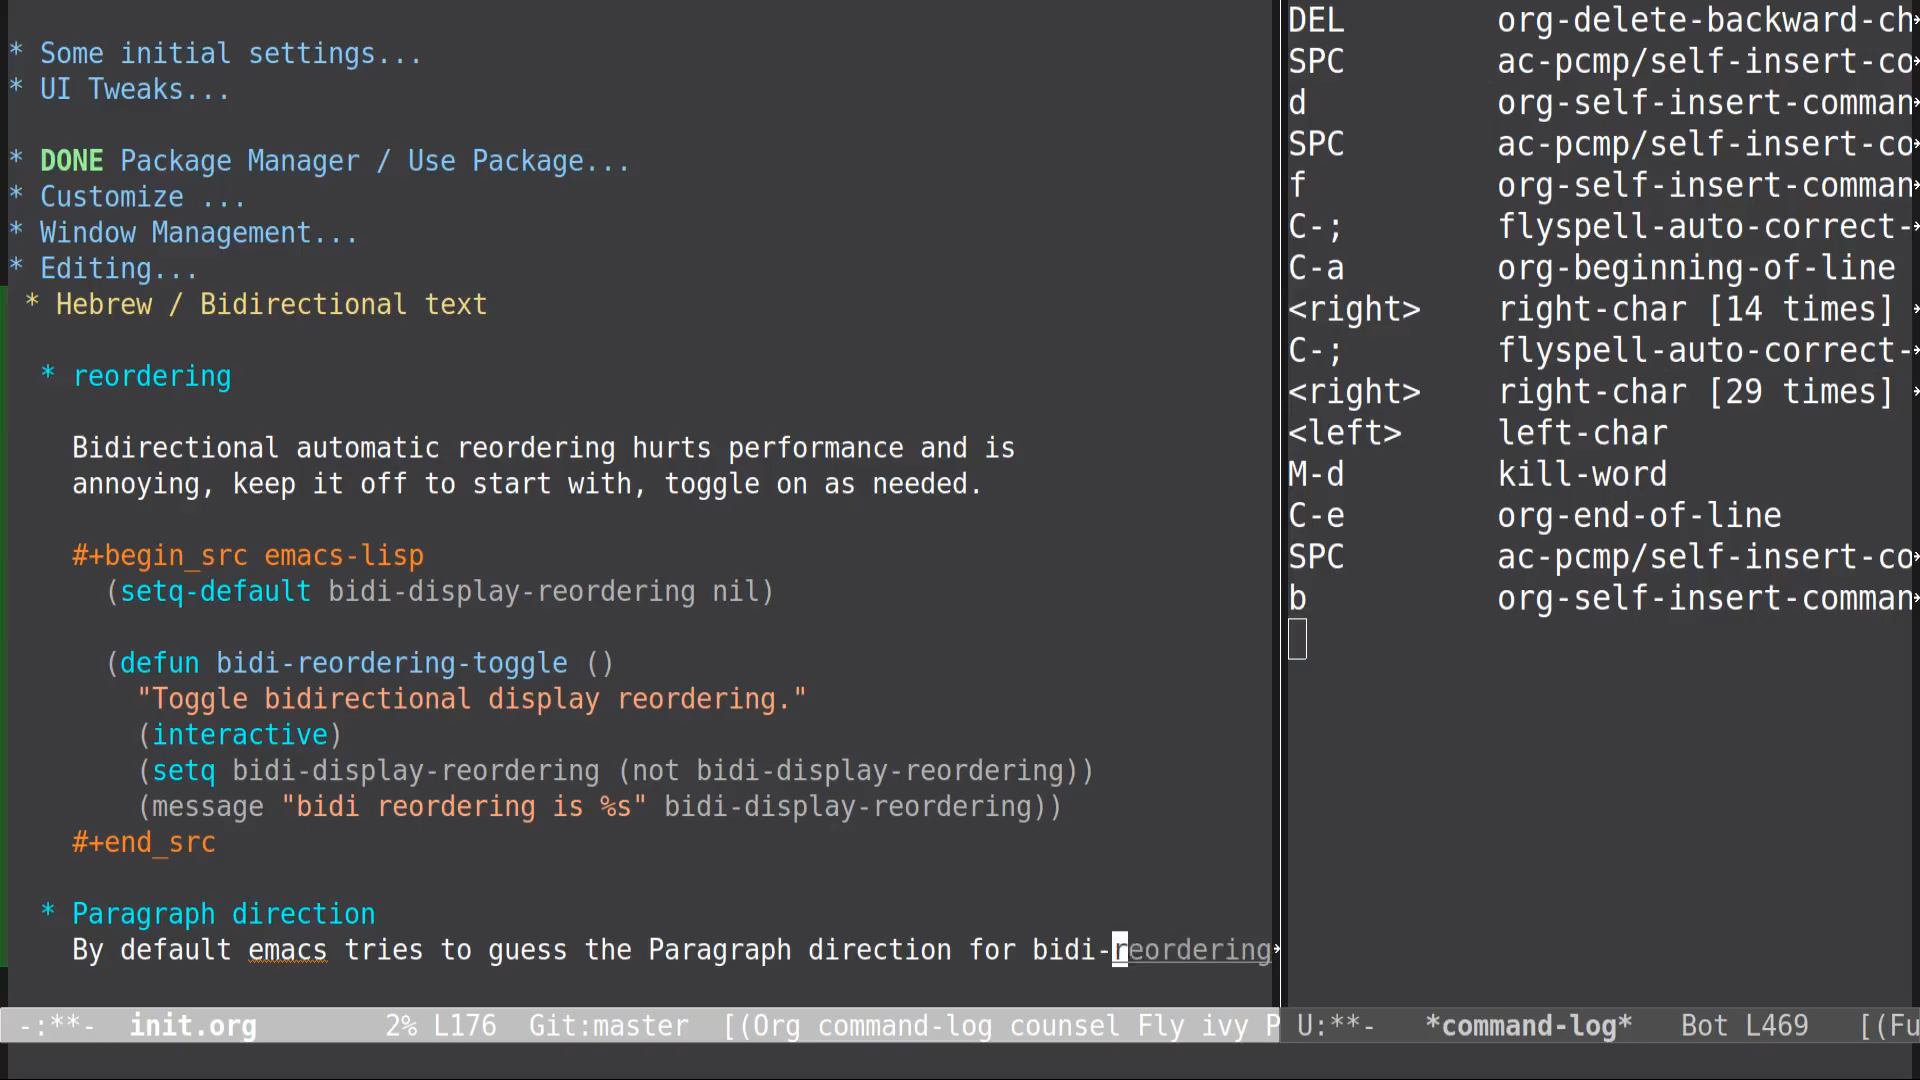 * Some initial settings...
* UI Tweaks...
* DONE Package Manager / Use Package...
* Customize ...
* Window Management...
* Editing...
* Hebrew / Bidirectional text
* reordering
Bidirectional automatic reordering hurts performance and is
annoying, keep it off to start with, toggle on as needed.
#+begin_src emacs-lisp
(setq-default bidi-display-reordering nil)
(defun bidi-reordering-toggle ()
"Toggle bidirectional display reordering."
(interactive)
(setq bidi-display-reordering (not bidi-display-reordering))
(message "bidi reordering is %s" bidi-display-reordering))
#+end_src
* Paragraph direction
By default emacs tries to guess the Paragraph direction for bidi-reordering
-:**- init.org 2% L176 Git:master [(Org command-log counsel Fly ivy P
DEL org-delete-backward-ch
SPC ac-pcmp/self-insert-co
d org-self-insert-comman
SPC ac-pcmp/self-insert-co
f org-self-insert-comman
C-; flyspell-auto-correct-
C-a org-beginning-of-line
<right> right-char [14 times]
C-; flyspell-auto-correct-
<right> right-char [29 times]
<left> left-char
M-d kill-word
C-e org-end-of-line
SPC ac-pcmp/self-insert-co
b org-self-insert-comman
U:**- *command-log* Bot L469 [(Fu